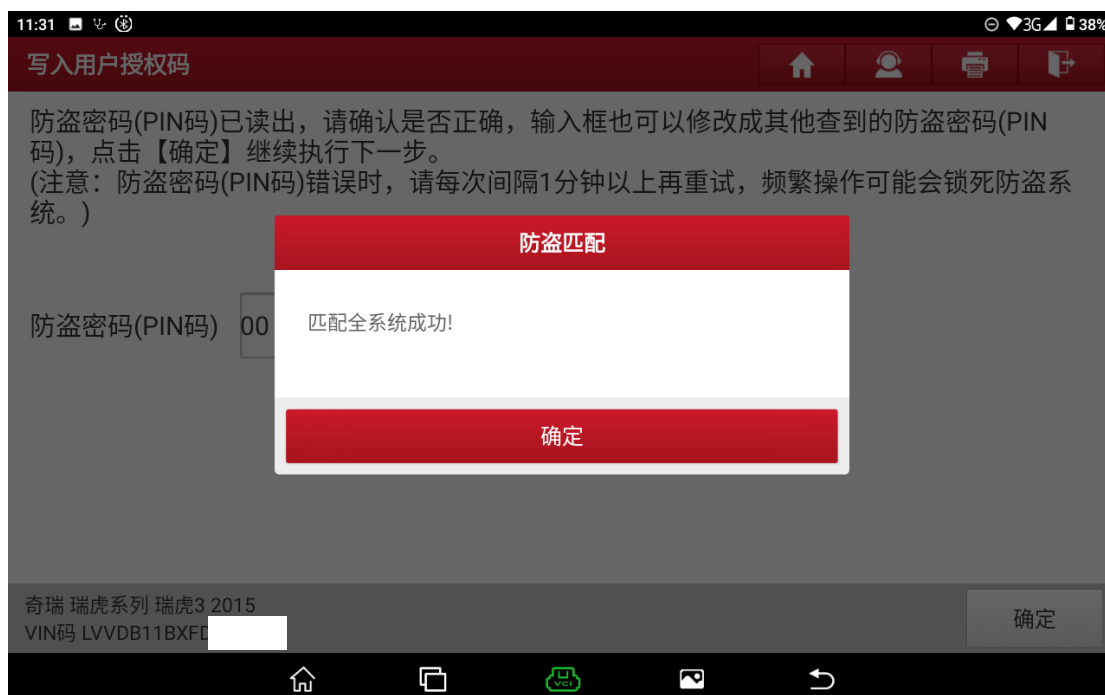 11:31
3G 38%
写入用户授权码
防盗密码(PIN码)已读出，请确认是否正确，输入框也可以修改成其他查到的防盗密码(PIN
码)，点击【确定】继续执行下一步。
(注意：防盗密码(PIN码)错误时，请每次间隔1分钟以上再重试，频繁操作可能会锁死防盗系
统。)
防盗匹配
防盗密码(PIN码) 00
匹配全系统成功!
确定
奇瑞 瑞虎系列 瑞虎3 2015
VIN码 LVVDB11BXF
确定
VCI